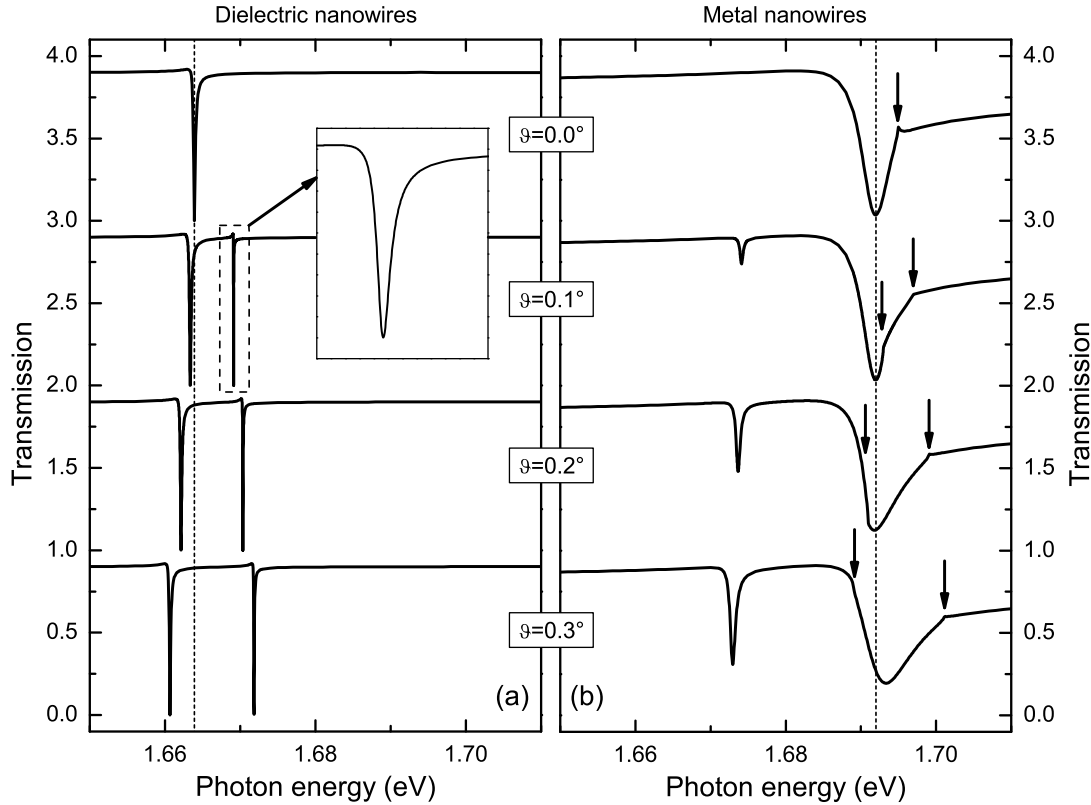 Dielectric nanowires
Metal nanowires
4.0
3.5
3.0
2.5
2.0
1.5
1.0
0.5
0.0
Transmission
1.66
1.68
1.70
Photon energy (eV)
(a)
ϑ=0.0°
ϑ=0.1°
ϑ=0.2°
ϑ=0.3°
(b)
1.66
1.68
1.70
Photon energy (eV)
4.0
3.5
3.0
2.5
2.0
1.5
1.0
0.5
0.0
Transmission